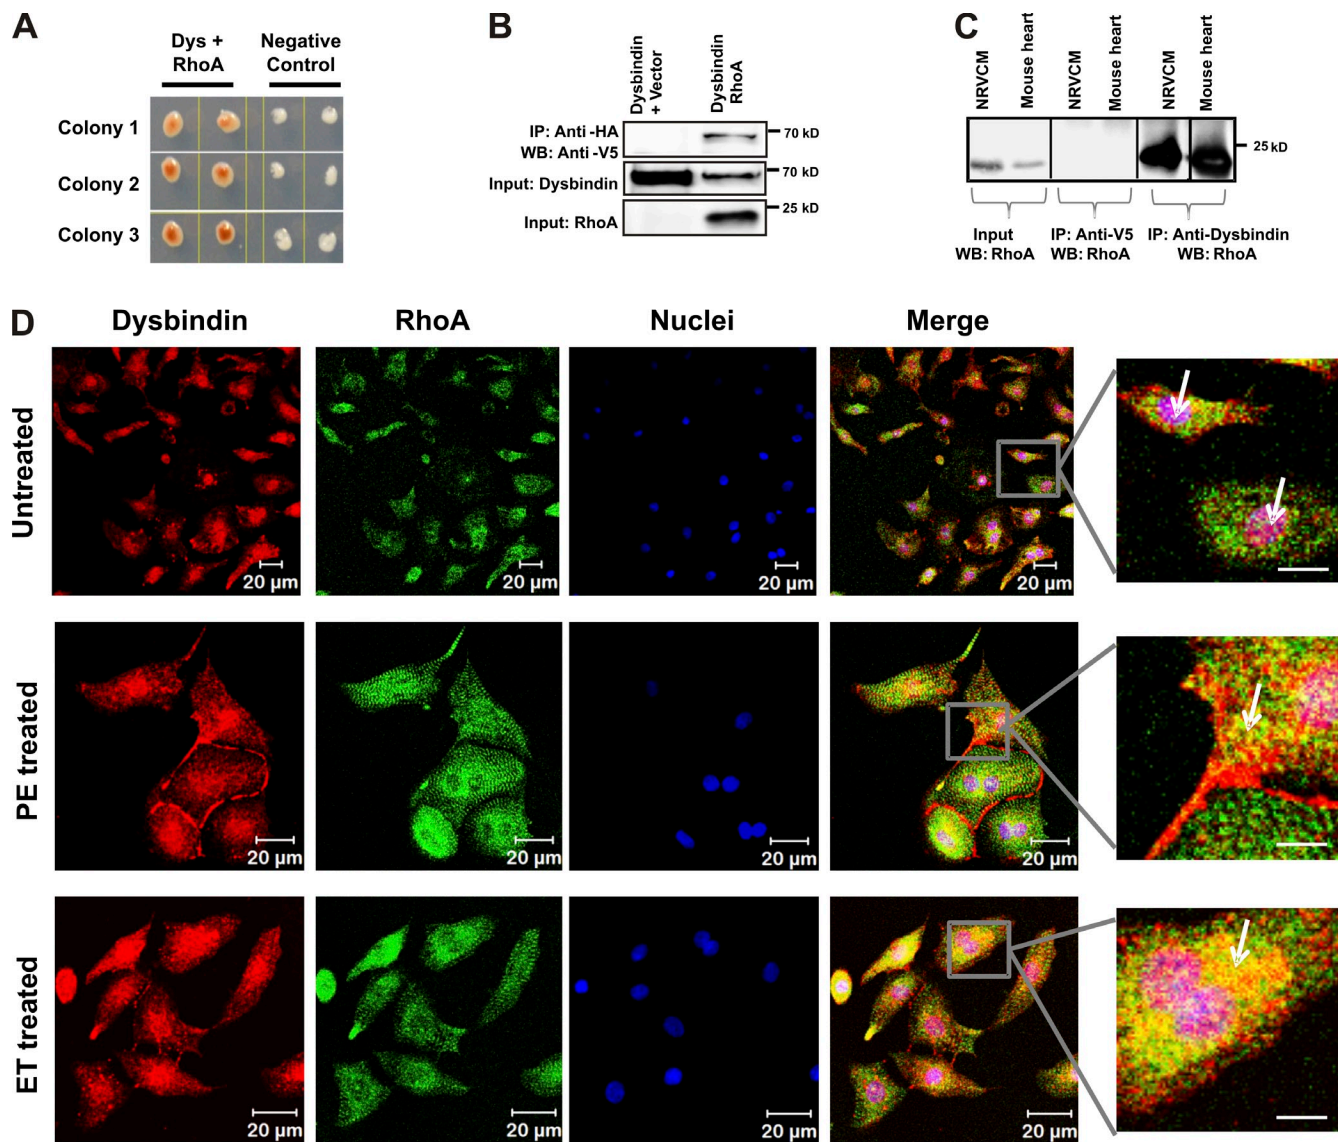 A
Dys +
RhoA
Negative
Control
Colony 1
Colony 2
Colony 3
B
Dysbindin
+ Vector
Dysbindin
RhoA
IP: Anti-HA
WB: Anti-V5
70 kD
Input: Dysbindin
70 kD
Input: RhoA
25 kD
C
NRVCM
Mouse heart
NRVCM
Mouse heart
NRVCM
Mouse heart
25 kD
Input
WB: RhoA
IP: Anti-V5
WB: RhoA
IP: Anti-Dysbindin
WB: RhoA
D
Dysbindin
RhoA
Nuclei
Merge
Untreated
20 µm
20 µm
20 µm
20 µm
PE treated
20 µm
20 µm
20 µm
20 µm
ET treated
20 µm
20 µm
20 µm
20 µm